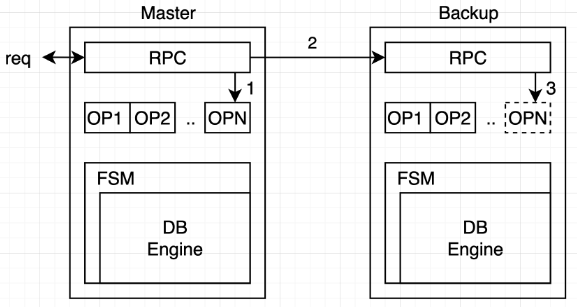 Master
Backup
req
RPC
2
RPC
1
3
OP1 OP2 .. OPN
OP1 OP2 .. OPN
FSM
FSM
DB
Engine
DB
Engine